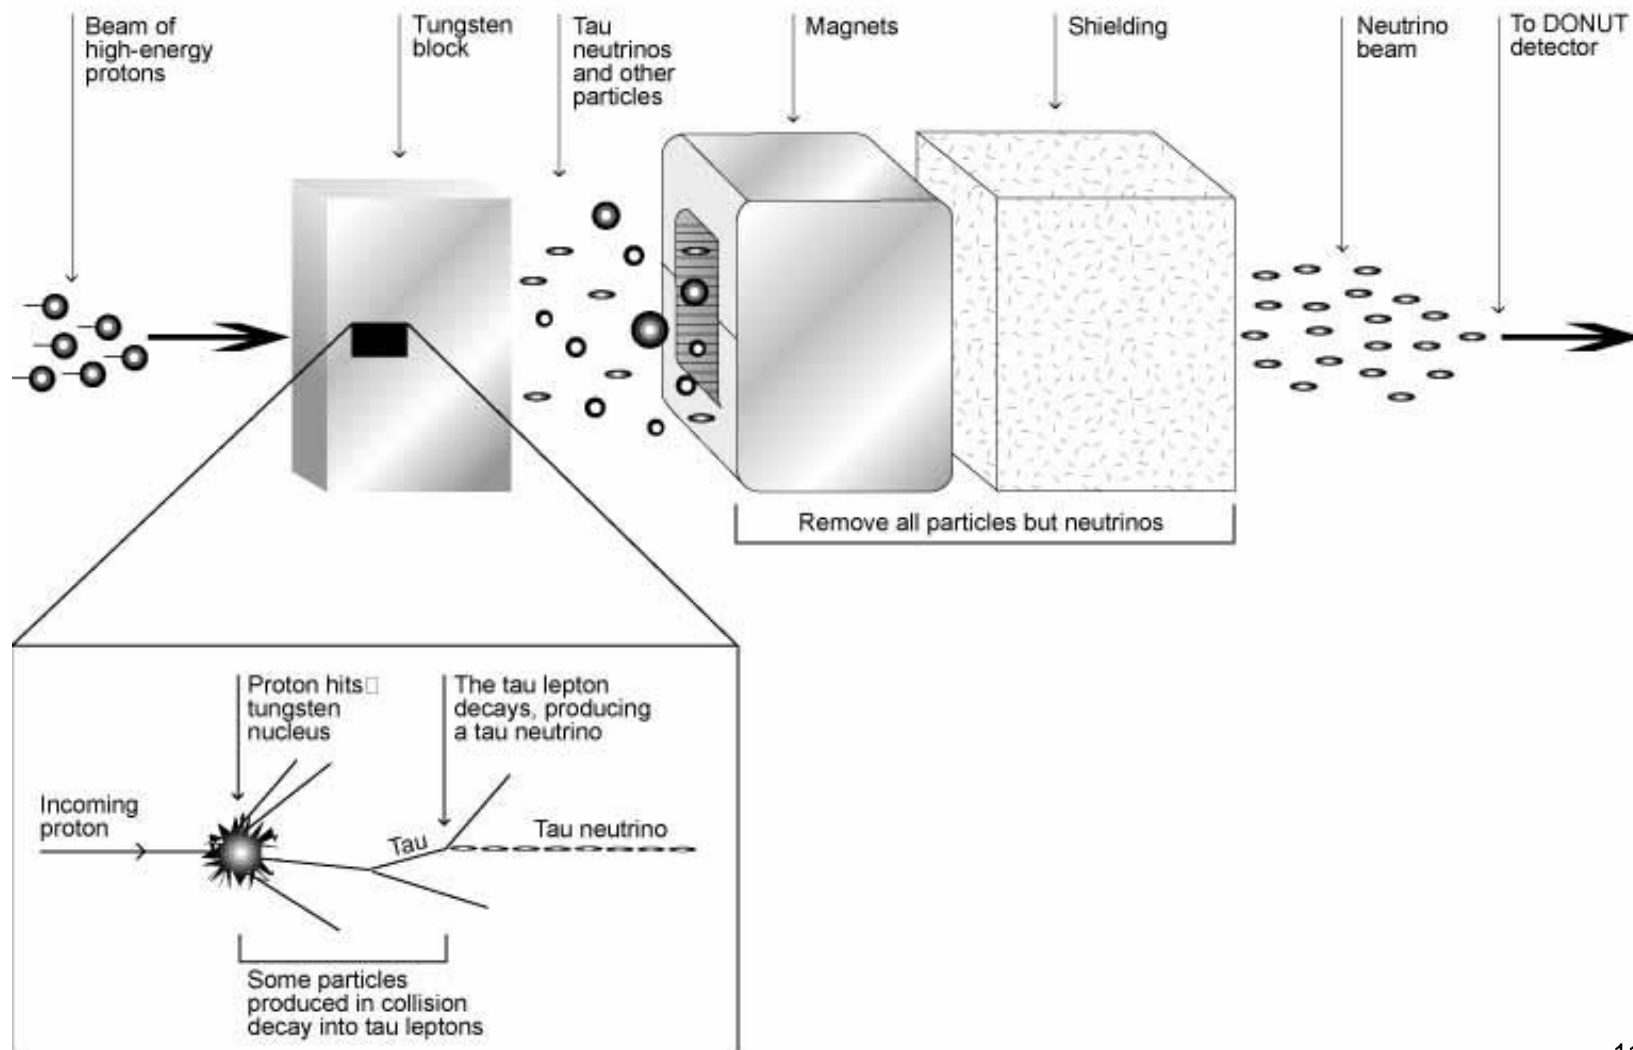 Beam of
high-energy
protons
Tungsten
block
Tau
neutrinos
and other
particles
Magnets
Shielding
Neutrino
beam
To DONUT
detector
Remove all particles but neutrinos
Proton hits□
tungsten
nucleus
The tau lepton
decays, producing
a tau neutrino
Incoming
proton
Tau
Tau neutrino
Some particles
produced in collision
decay into tau leptons